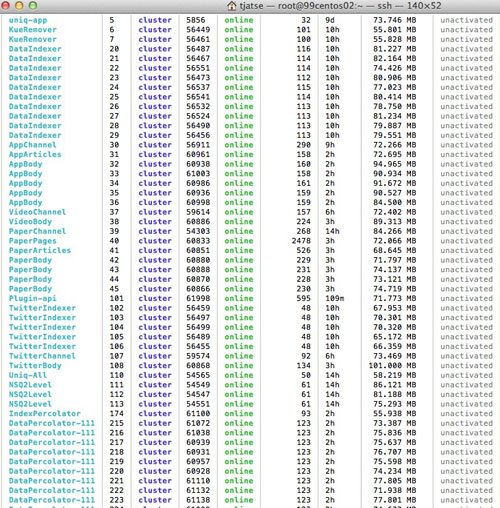 tjatse — root@99centos02:~ — ssh — 140×52
uniq-app 5 cluster 5856 online 32 9d 73.746 MB unactivated
KueRemover 6 cluster 56449 online 101 10h 55.801 MB unactivated
KueRemover 7 cluster 56461 online 100 10h 55.828 MB unactivated
DataIndexer 20 cluster 56487 online 116 10h 81.227 MB unactivated
DataIndexer 21 cluster 56467 online 114 10h 82.164 MB unactivated
DataIndexer 22 cluster 56551 online 114 10h 74.426 MB unactivated
DataIndexer 23 cluster 56473 online 112 10h 80.906 MB unactivated
DataIndexer 24 cluster 56537 online 115 10h 77.023 MB unactivated
DataIndexer 25 cluster 56541 online 114 10h 80.414 MB unactivated
DataIndexer 26 cluster 56532 online 113 10h 78.750 MB unactivated
DataIndexer 27 cluster 56524 online 113 10h 81.234 MB unactivated
DataIndexer 28 cluster 56490 online 113 10h 79.887 MB unactivated
DataIndexer 29 cluster 56456 online 113 10h 79.551 MB unactivated
AppChannel 30 cluster 56911 online 290 9h 72.266 MB unactivated
AppArticles 31 cluster 60961 online 158 2h 72.695 MB unactivated
AppBody 32 cluster 60938 online 160 2h 94.965 MB unactivated
AppBody 33 cluster 61003 online 158 2h 90.934 MB unactivated
AppBody 34 cluster 60986 online 161 2h 91.672 MB unactivated
AppBody 35 cluster 60936 online 159 2h 90.527 MB unactivated
AppBody 36 cluster 60998 online 159 2h 84.500 MB unactivated
VideoChannel 37 cluster 59614 online 157 6h 72.402 MB unactivated
VideoBody 38 cluster 60886 online 224 3h 89.313 MB unactivated
PaperChannel 39 cluster 54303 online 268 14h 84.266 MB unactivated
PaperPages 40 cluster 60833 online 2478 3h 72.066 MB unactivated
PaperArticles 41 cluster 60851 online 526 3h 68.645 MB unactivated
PaperBody 42 cluster 60880 online 229 3h 71.797 MB unactivated
PaperBody 43 cluster 60888 online 231 3h 74.137 MB unactivated
PaperBody 44 cluster 60870 online 228 3h 73.121 MB unactivated
PaperBody 45 cluster 60866 online 230 3h 74.719 MB unactivated
Plugin-api 101 cluster 61998 online 595 109m 71.773 MB unactivated
TwitterIndexer 102 cluster 56459 online 48 10h 67.953 MB unactivated
TwitterIndexer 103 cluster 56497 online 48 10h 70.301 MB unactivated
TwitterIndexer 104 cluster 56499 online 48 10h 70.320 MB unactivated
TwitterIndexer 105 cluster 56489 online 48 10h 65.172 MB unactivated
TwitterIndexer 106 cluster 56455 online 48 10h 66.359 MB unactivated
TwitterChannel 107 cluster 59574 online 92 6h 73.469 MB unactivated
TwitterBody 108 cluster 60868 online 134 3h 101.000 MB unactivated
Uniq-All 110 cluster 54565 online 50 14h 58.219 MB unactivated
NSQ2Level 111 cluster 54549 online 61 14h 86.121 MB unactivated
NSQ2Level 112 cluster 54547 online 61 14h 81.188 MB unactivated
NSQ2Level 113 cluster 54551 online 61 14h 75.293 MB unactivated
IndexPercolator 174 cluster 61100 online 93 2h 55.938 MB unactivated
DataPercolator-111 215 cluster 61072 online 123 2h 73.387 MB unactivated
DataPercolator-111 216 cluster 61038 online 123 2h 75.836 MB unactivated
DataPercolator-111 217 cluster 60939 online 123 2h 75.637 MB unactivated
DataPercolator-111 218 cluster 60931 online 123 2h 76.707 MB unactivated
DataPercolator-111 219 cluster 60957 online 123 2h 75.598 MB unactivated
DataPercolator-111 220 cluster 60928 online 123 2h 74.234 MB unactivated
DataPercolator-111 221 cluster 61110 online 123 2h 77.805 MB unactivated
DataPercolator-111 222 cluster 61132 online 123 2h 71.938 MB unactivated
DataPercolator-111 223 cluster 61138 online 123 2h 77.801 MB unactivated